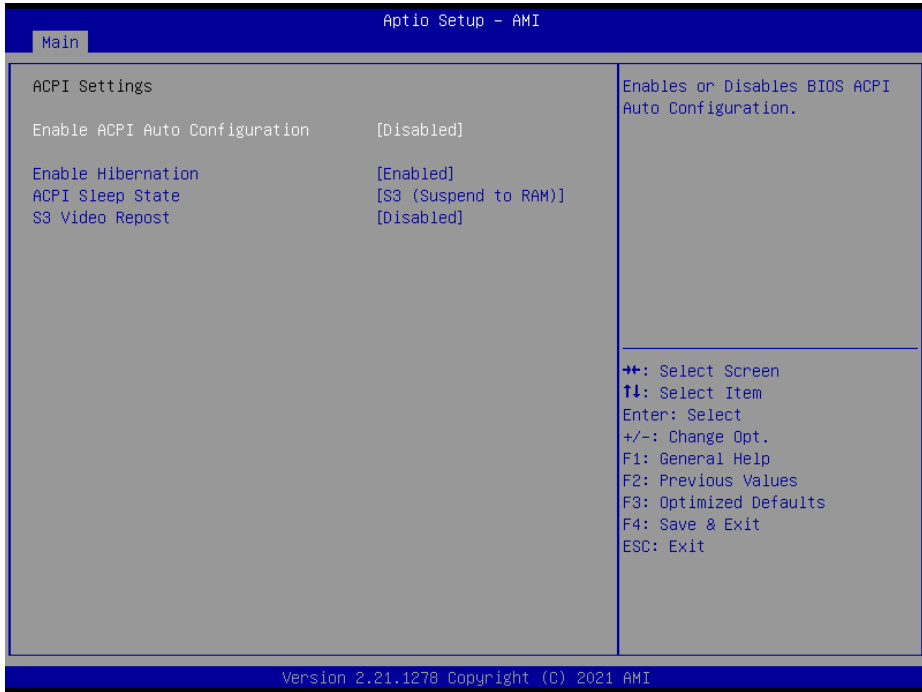 Aptio Setup - AMI
Main
ACPI Settings
Enable ACPI Auto Configuration [Disabled]
Enable Hibernation [Enabled]
ACPI Sleep State [S3 (Suspend to RAM)]
S3 Video Repost [Disabled]
Enables or Disables BIOS ACPI
Auto Configuration.
→←: Select Screen
↑↓: Select Item
Enter: Select
+/-: Change Opt.
F1: General Help
F2: Previous Values
F3: Optimized Defaults
F4: Save & Exit
ESC: Exit
Version 2.21.1278 Copyright (C) 2021 AMI